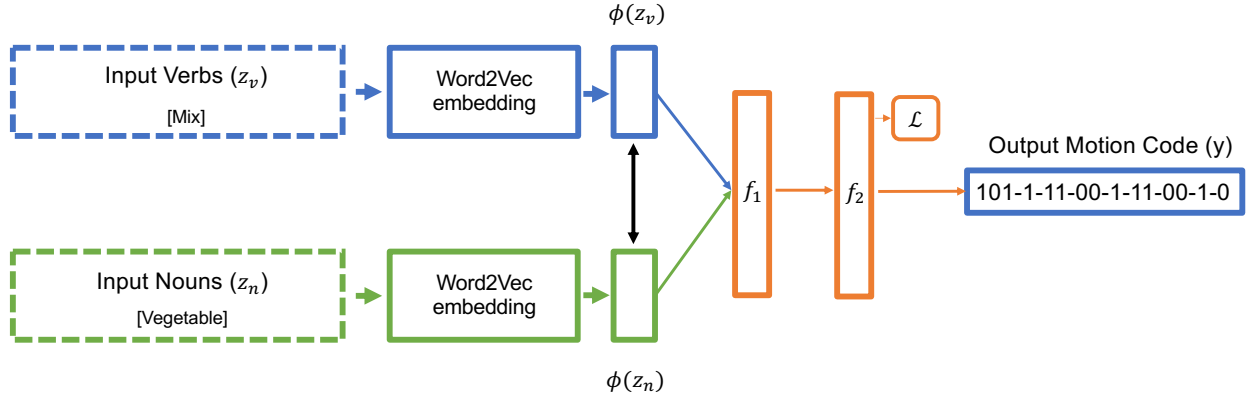 ϕ(z_v)
Input Verbs (z_v)
[Mix]
Word2Vec
embedding
f_1
f_2
ℒ
Output Motion Code (y)
101-1-11-00-1-11-00-1-0
Input Nouns (z_n)
[Vegetable]
Word2Vec
embedding
ϕ(z_n)